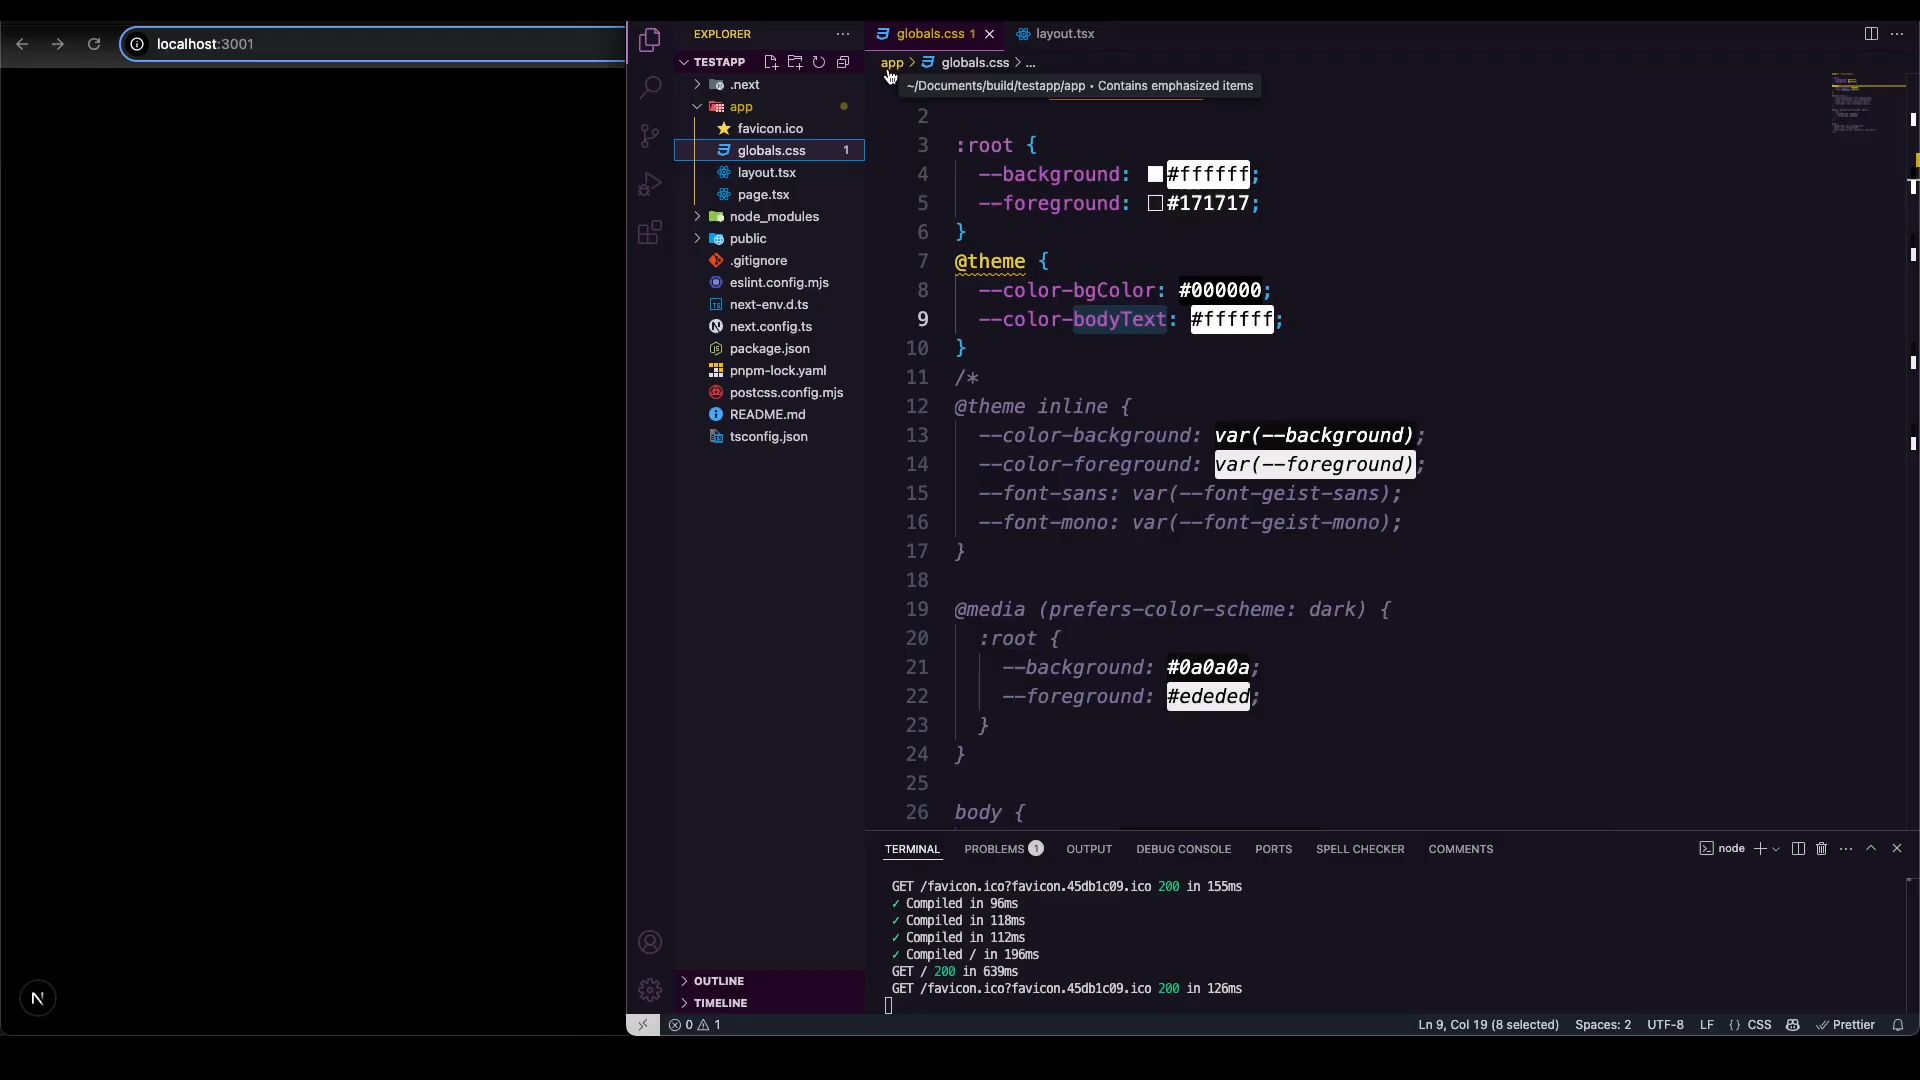 localhost:3001
N
EXPLORER
TESTAPP
.next
app
favicon.ico
globals.css 1
layout.tsx
page.tsx
node_modules
public
.gitignore
eslint.config.mjs
next-env.d.ts
next.config.ts
package.json
pnpm-lock.yaml
postcss.config.mjs
README.md
tsconfig.json
OUTLINE
TIMELINE
globals.css 1
layout.tsx
app > globals.css > ...
~/Documents/build/testapp/app • Contains emphasized items
2
3 :root {
4 --background: #ffffff;
5 --foreground: #171717;
6 }
7 @theme {
8 --color-bgColor: #000000;
9 --color-bodyText: #ffffff;
10 }
11 /*
12 @theme inline {
13 --color-background: var(--background);
14 --color-foreground: var(--foreground);
15 --font-sans: var(--font-geist-sans);
16 --font-mono: var(--font-geist-mono);
17 }
18
19 @media (prefers-color-scheme: dark) {
20 :root {
21 --background: #0a0a0a;
22 --foreground: #ededed;
23 }
24 }
25
26 body {
TERMINAL PROBLEMS 1 OUTPUT DEBUG CONSOLE PORTS SPELL CHECKER COMMENTS
node
GET /favicon.ico?favicon.45db1c09.ico 200 in 155ms
✓ Compiled in 96ms
✓ Compiled in 118ms
✓ Compiled in 112ms
✓ Compiled / in 196ms
GET / 200 in 639ms
GET /favicon.ico?favicon.45db1c09.ico 200 in 126ms
0 1
Ln 9, Col 19 (8 selected) Spaces: 2 UTF-8 LF {} CSS Prettier